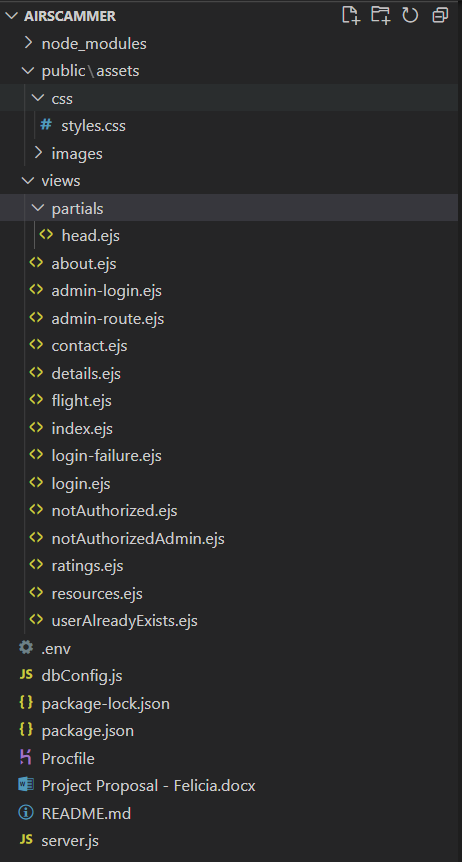 AIRSCAMMER
node_modules
public\assets
css
# styles.css
images
views
partials
<> head.ejs
<> about.ejs
<> admin-login.ejs
<> admin-route.ejs
<> contact.ejs
<> details.ejs
<> flight.ejs
<> index.ejs
<> login-failure.ejs
<> login.ejs
<> notAuthorized.ejs
<> notAuthorizedAdmin.ejs
<> ratings.ejs
<> resources.ejs
<> userAlreadyExists.ejs
.env
JS dbConfig.js
{} package-lock.json
{} package.json
Procfile
Project Proposal - Felicia.docx
README.md
JS server.js